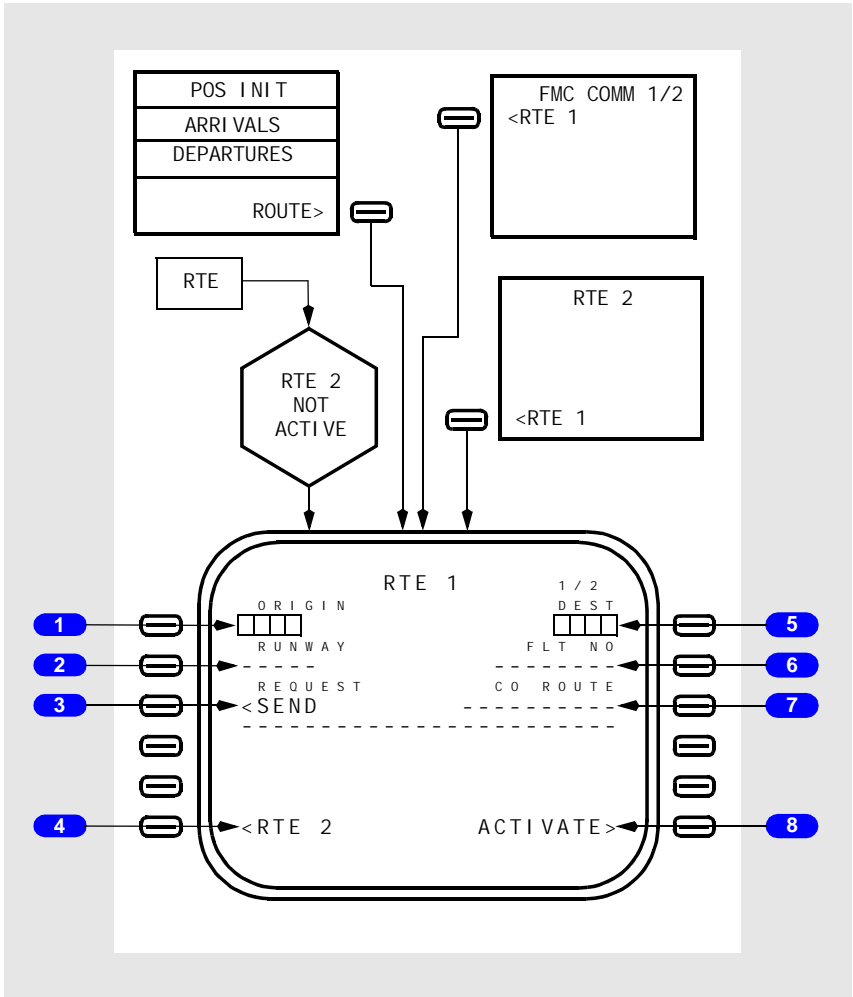 POS INIT
ARRIVALS
DEPARTURES
ROUTE>
FMC COMM 1/2
<RTE 1
RTE
RTE 2
NOT
ACTIVE
RTE 2
<RTE 1
RTE 1 1/2
ORIGIN DEST
1 5
RUNWAY FLT NO
2 ----- --------- 6
REQUEST CO ROUTE
3 <SEND ---------- 7
------------------------
4 <RTE 2 ACTIVATE> 8